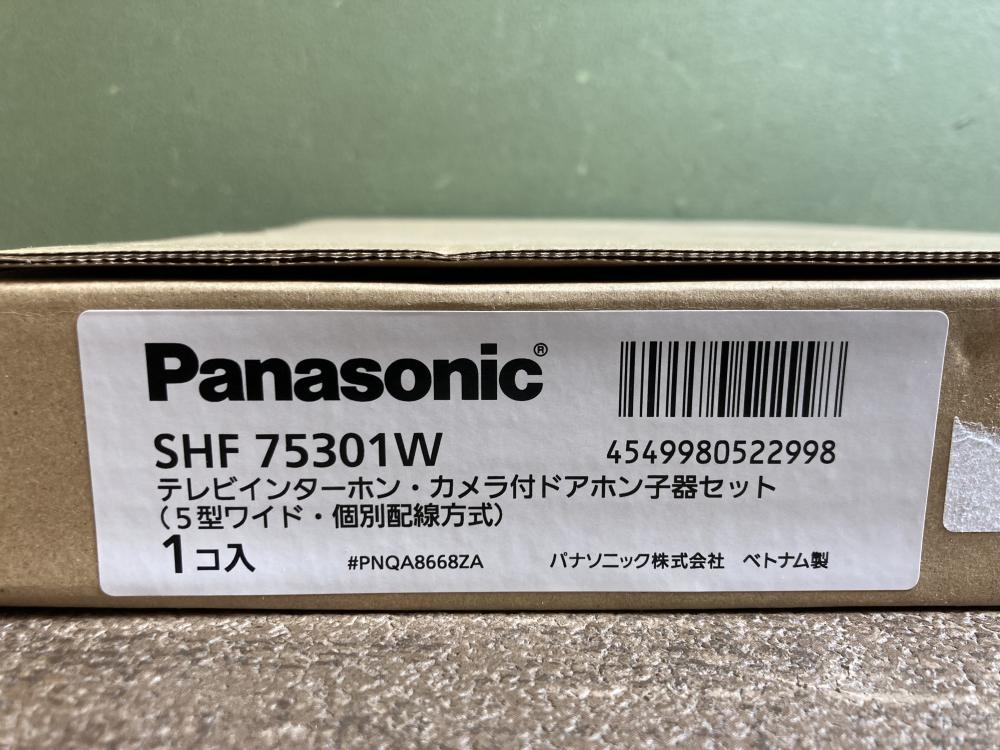 Panasonic®
SHF 75301W
4549980522998
テレビインターホン・カメラ付ドアホン子器セット
（5型ワイド・個別配線方式）
1コ入
#PNQA8668ZA
パナソニック株式会社 ベトナム製